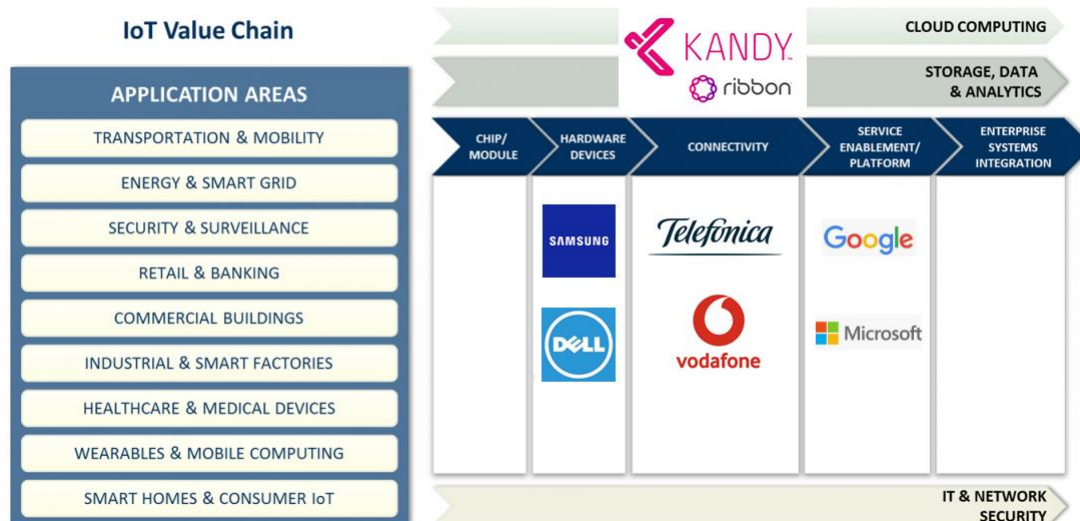 IoT Value Chain
APPLICATION AREAS
TRANSPORTATION & MOBILITY
ENERGY & SMART GRID
SECURITY & SURVEILLANCE
RETAIL & BANKING
COMMERCIAL BUILDINGS
INDUSTRIAL & SMART FACTORIES
HEALTHCARE & MEDICAL DEVICES
WEARABLES & MOBILE COMPUTING
SMART HOMES & CONSUMER IoT
KANDY™
ribbon
CLOUD COMPUTING
STORAGE, DATA
& ANALYTICS
CHIP/
MODULE
HARDWARE
DEVICES
CONNECTIVITY
SERVICE
ENABLEMENT/
PLATFORM
ENTERPRISE
SYSTEMS
INTEGRATION
SAMSUNG
DELL
Telefónica
vodafone
Google
Microsoft
IT & NETWORK
SECURITY